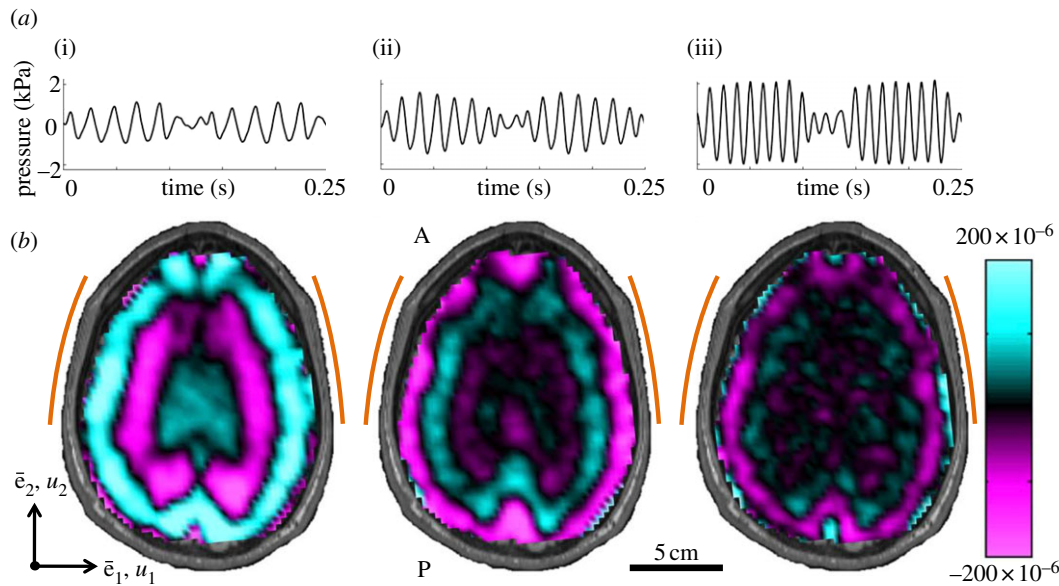 (a)
(i) (ii) (iii)
pressure (kPa)
2
0
−2
0 time (s) 0.25
0 time (s) 0.25
0 time (s) 0.25
(b)
A
200 × 10⁻⁶
ē₂, u₂
ē₁, u₁
P
5 cm
−200 × 10⁻⁶